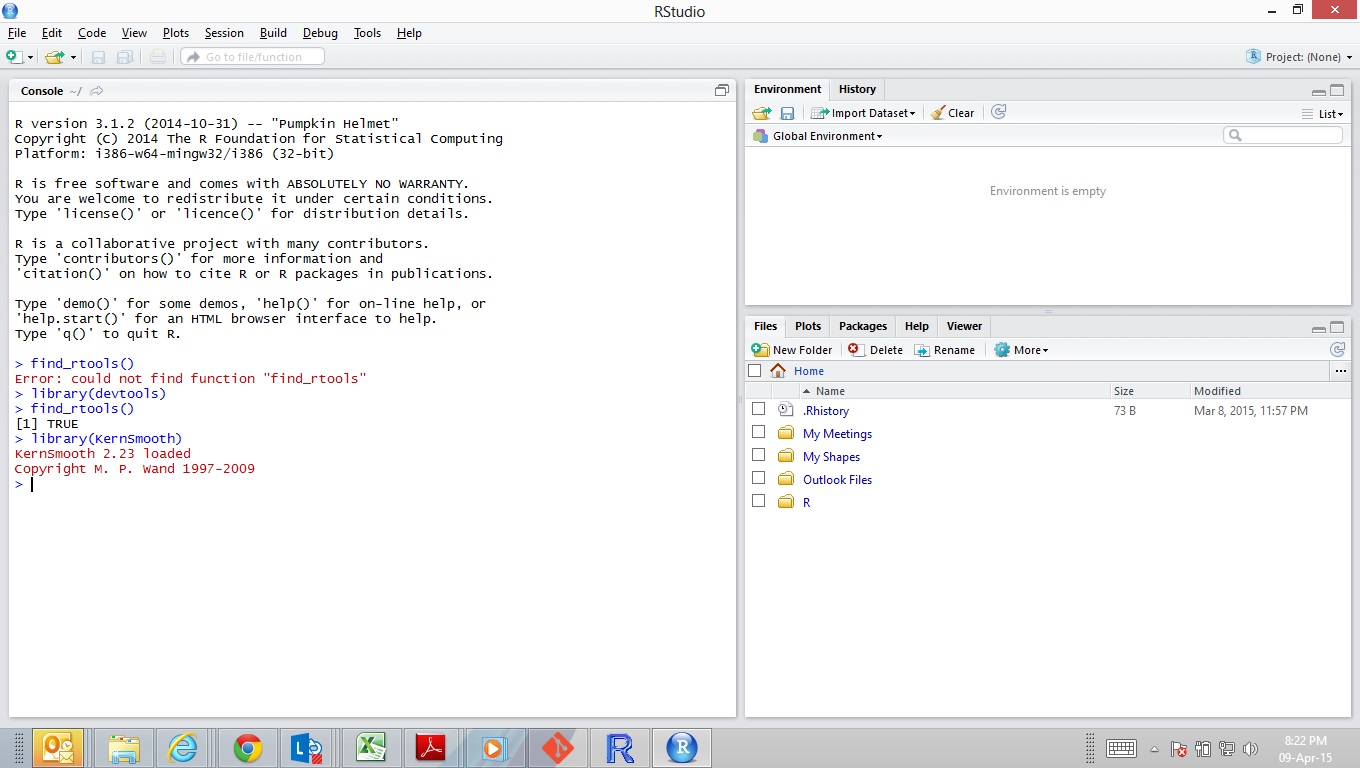 RStudio
File Edit Code View Plots Session Build Debug Tools Help
Go to file/function
Project: (None)
Console ~/
R version 3.1.2 (2014-10-31) -- "Pumpkin Helmet"
Copyright (C) 2014 The R Foundation for Statistical Computing
Platform: i386-w64-mingw32/i386 (32-bit)
R is free software and comes with ABSOLUTELY NO WARRANTY.
You are welcome to redistribute it under certain conditions.
Type 'license()' or 'licence()' for distribution details.
R is a collaborative project with many contributors.
Type 'contributors()' for more information and
'citation()' on how to cite R or R packages in publications.
Type 'demo()' for some demos, 'help()' for on-line help, or
'help.start()' for an HTML browser interface to help.
Type 'q()' to quit R.
> find_rtools()
Error: could not find function "find_rtools"
> library(devtools)
> find_rtools()
[1] TRUE
> library(KernSmooth)
KernSmooth 2.23 loaded
Copyright M. P. Wand 1997-2009
>
Environment History
Import Dataset Clear
List
Global Environment
Environment is empty
Files Plots Packages Help Viewer
New Folder Delete Rename More
Home ...
Name Size Modified
.Rhistory 73 B Mar 8, 2015, 11:57 PM
My Meetings
My Shapes
Outlook Files
R
8:22 PM
09-Apr-15